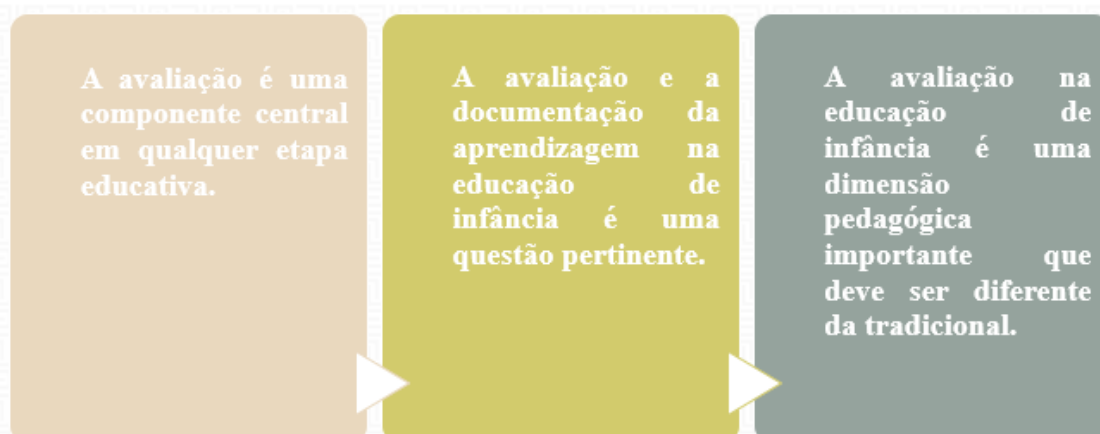 A avaliação é uma
componente central
em qualquer etapa
educativa.
A avaliação e a
documentação da
aprendizagem na
educação de
infância é uma
questão pertinente.
A avaliação na
educação de
infância é uma
dimensão
pedagógica
importante que
deve ser diferente
da tradicional.